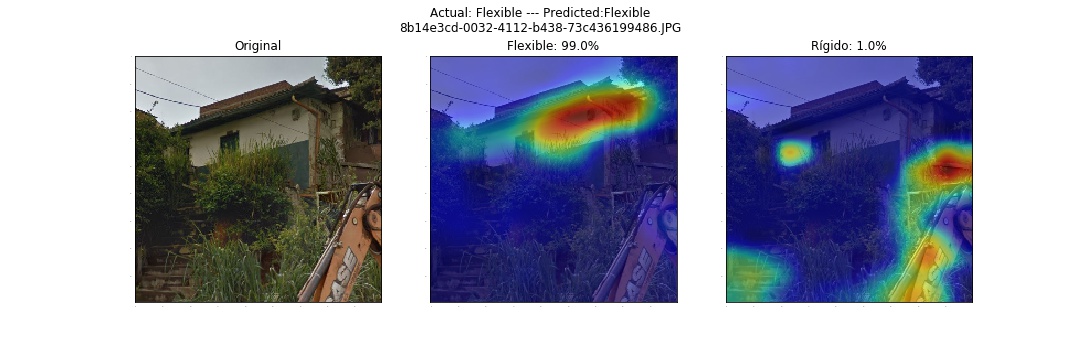 Actual: Flexible --- Predicted:Flexible
8b14e3cd-0032-4112-b438-73c436199486.JPG
Original
Flexible: 99.0%
Rígido: 1.0%
CASE
CASE
CASE